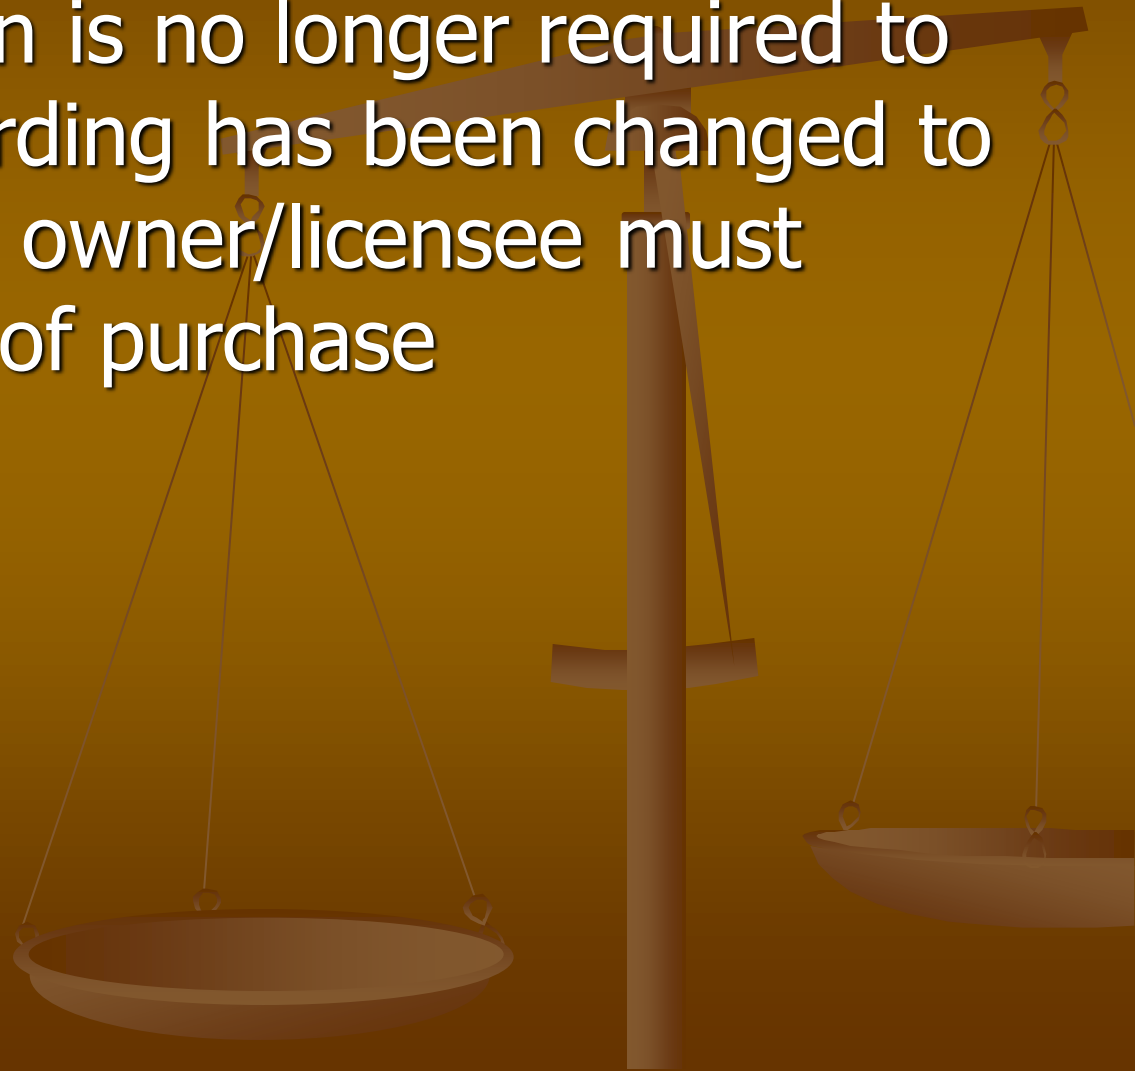 n is no longer required to
rding has been changed to
owner/licensee must
of purchase